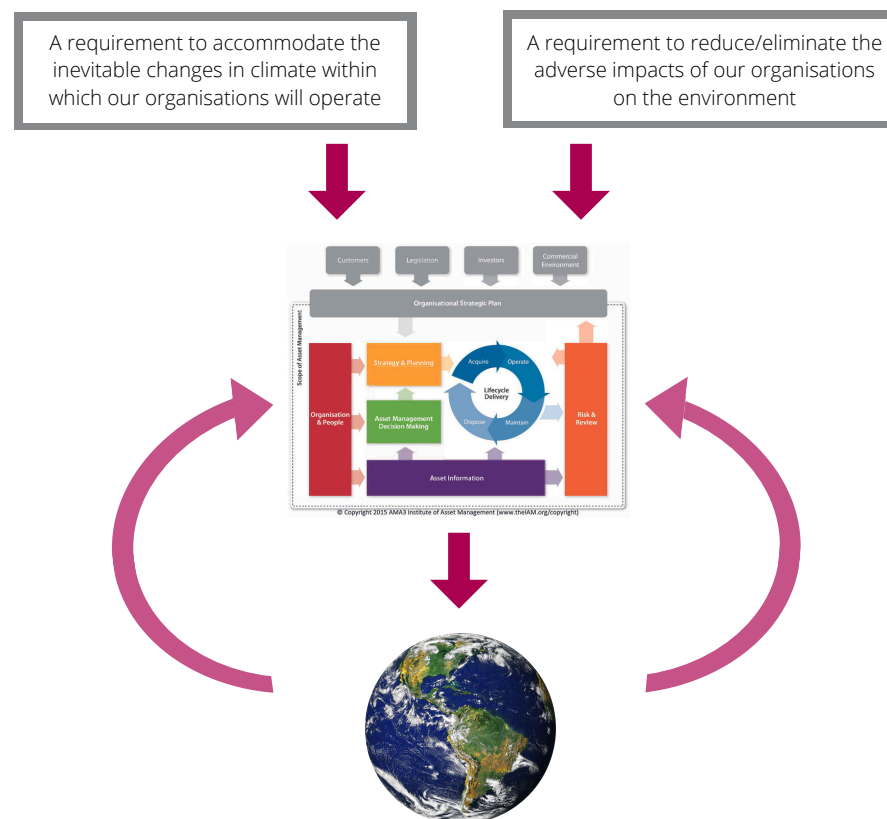 A requirement to accommodate the
inevitable changes in climate within
which our organisations will operate
A requirement to reduce/eliminate the
adverse impacts of our organisations
on the environment
Customers
Legislation
Investors
Commercial
Environment
Organisational Strategic Plan
Scope of Asset Management
Strategy & Planning
Acquire
Operate
Organisation
& People
Lifecycle
Delivery
Asset Management
Decision Making
Risk &
Review
Dispose
Maintain
Asset Information
© Copyright 2015 AMA3 Institute of Asset Management (www.theIAM.org/copyright)